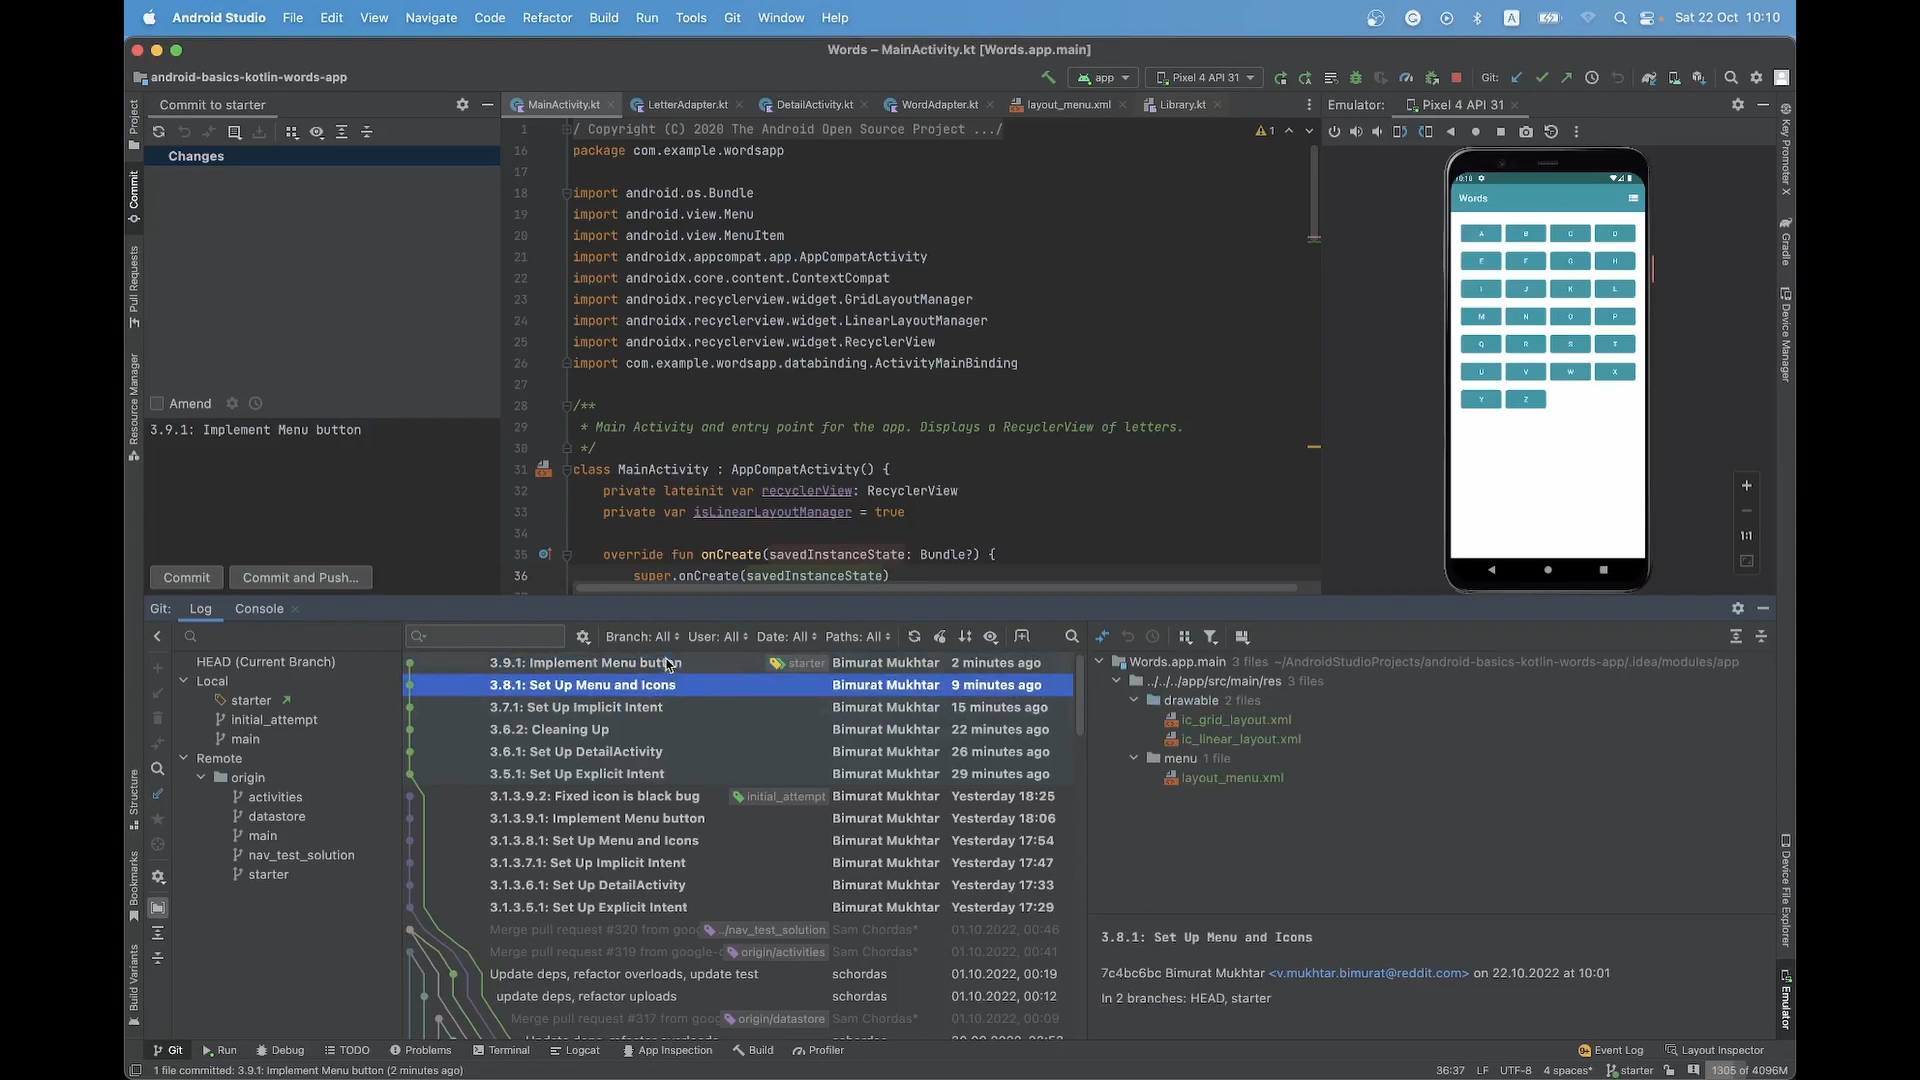 Android Studio File Edit View Navigate Code Refactor Build Run Tools Git Window Help
A Sat 22 Oct 10:10
Words – MainActivity.kt [Words.app.main]
android-basics-kotlin-words-app
app Pixel 4 API 31 Git:
Project
Commit
Pull Requests
Resource Manager
Structure
Bookmarks
Build Variants
Commit to starter
Changes
Amend
3.9.1: Implement Menu button
Commit Commit and Push...
MainActivity.kt LetterAdapter.kt DetailActivity.kt WordAdapter.kt layout_menu.xml Library.kt
1
1 / Copyright (C) 2020 The Android Open Source Project .../
16 package com.example.wordsapp
17
18 import android.os.Bundle
19 import android.view.Menu
20 import android.view.MenuItem
21 import androidx.appcompat.app.AppCompatActivity
22 import androidx.core.content.ContextCompat
23 import androidx.recyclerview.widget.GridLayoutManager
24 import androidx.recyclerview.widget.LinearLayoutManager
25 import androidx.recyclerview.widget.RecyclerView
26 import com.example.wordsapp.databinding.ActivityMainBinding
27
28 /**
29 * Main Activity and entry point for the app. Displays a RecyclerView of letters.
30 */
31 class MainActivity : AppCompatActivity() {
32 private lateinit var recyclerView: RecyclerView
33 private var isLinearLayoutManager = true
34
35 override fun onCreate(savedInstanceState: Bundle?) {
36 super.onCreate(savedInstanceState)
Emulator: Pixel 4 API 31
10:10
Words
A B C D
E F G H
I J K L
M N O P
Q R S T
U V W X
Y Z
1:1
Key Promoter X
Gradle
Device Manager
Device File Explorer
Emulator
Git: Log Console
HEAD (Current Branch)
Local
starter
initial_attempt
main
Remote
origin
activities
datastore
main
nav_test_solution
starter
Branch: All User: All Date: All Paths: All
3.9.1: Implement Menu button starter Bimurat Mukhtar 2 minutes ago
3.8.1: Set Up Menu and Icons Bimurat Mukhtar 9 minutes ago
3.7.1: Set Up Implicit Intent Bimurat Mukhtar 15 minutes ago
3.6.2: Cleaning Up Bimurat Mukhtar 22 minutes ago
3.6.1: Set Up DetailActivity Bimurat Mukhtar 26 minutes ago
3.5.1: Set Up Explicit Intent Bimurat Mukhtar 29 minutes ago
3.1.3.9.2: Fixed icon is black bug initial_attempt Bimurat Mukhtar Yesterday 18:25
3.1.3.9.1: Implement Menu button Bimurat Mukhtar Yesterday 18:06
3.1.3.8.1: Set Up Menu and Icons Bimurat Mukhtar Yesterday 17:54
3.1.3.7.1: Set Up Implicit Intent Bimurat Mukhtar Yesterday 17:47
3.1.3.6.1: Set Up DetailActivity Bimurat Mukhtar Yesterday 17:33
3.1.3.5.1: Set Up Explicit Intent Bimurat Mukhtar Yesterday 17:29
Merge pull request #320 from goog ../nav_test_solution Sam Chordas* 01.10.2022, 00:46
Merge pull request #319 from google- origin/activities Sam Chordas* 01.10.2022, 00:41
Update deps, refactor overloads, update test schordas 01.10.2022, 00:19
update deps, refactor uploads schordas 01.10.2022, 00:12
Merge pull request #317 from goog origin/datastore Sam Chordas* 01.10.2022, 00:09
Words.app.main 3 files ~/AndroidStudioProjects/android-basics-kotlin-words-app/.idea/modules/app
../../../app/src/main/res 3 files
drawable 2 files
ic_grid_layout.xml
ic_linear_layout.xml
menu 1 file
layout_menu.xml
3.8.1: Set Up Menu and Icons
7c4bc6bc Bimurat Mukhtar <v.mukhtar.bimurat@reddit.com> on 22.10.2022 at 10:01
In 2 branches: HEAD, starter
Git Run Debug TODO Problems Terminal Logcat App Inspection Build Profiler Event Log Layout Inspector
1 file committed: 3.9.1: Implement Menu button (2 minutes ago) 36:37 LF UTF-8 4 spaces* starter 1305 of 4096M